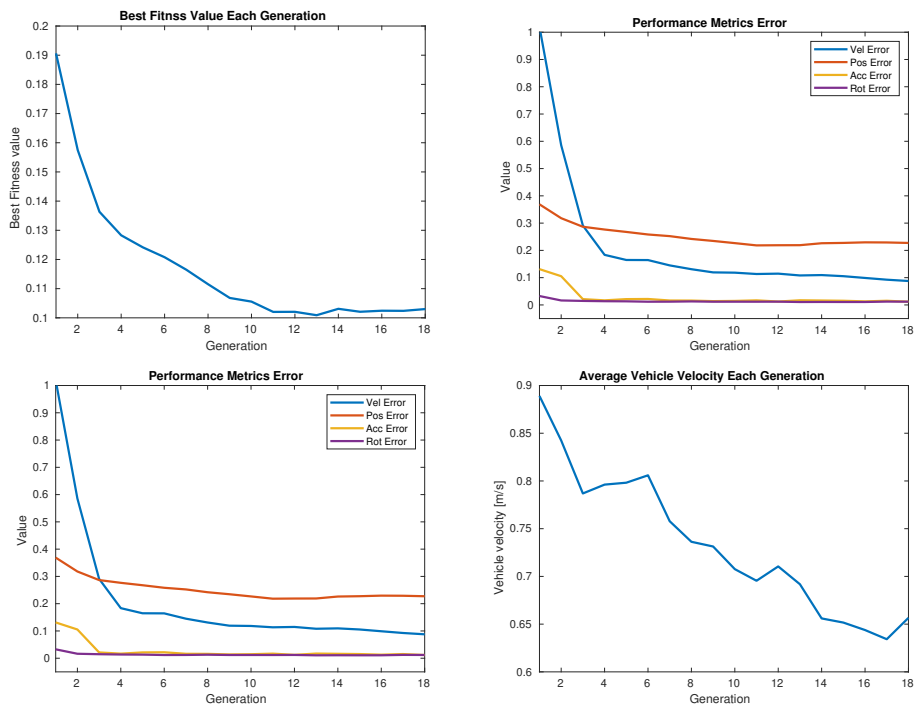 Best Fitnss Value Each Generation
0.2
0.19
0.18
0.17
0.16
0.15
0.14
0.13
0.12
0.11
0.1
Best Fitness value
2 4 6 8 10 12 14 16 18
Generation
Performance Metrics Error
1
0.9
0.8
0.7
0.6
0.5
0.4
0.3
0.2
0.1
0
Value
Vel Error
Pos Error
Acc Error
Rot Error
2 4 6 8 10 12 14 16 18
Generation
Performance Metrics Error
1
0.9
0.8
0.7
0.6
0.5
0.4
0.3
0.2
0.1
0
Value
Vel Error
Pos Error
Acc Error
Rot Error
2 4 6 8 10 12 14 16 18
Generation
Average Vehicle Velocity Each Generation
0.9
0.85
0.8
0.75
0.7
0.65
0.6
Vehicle velocity [m/s]
2 4 6 8 10 12 14 16 18
Generation